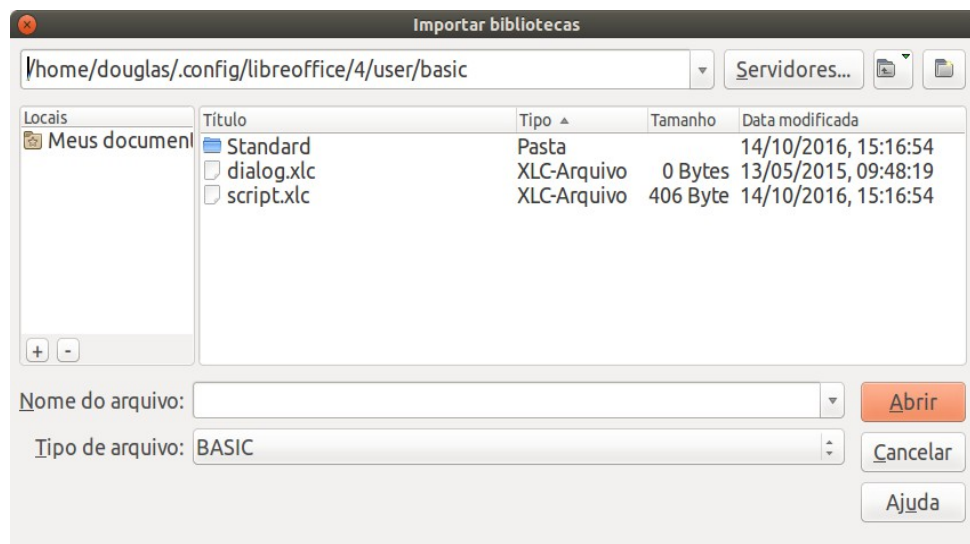 Importar bibliotecas
/home/douglas/.config/libreoffice/4/user/basic Servidores...
Locais Título Tipo Tamanho Data modificada
Meus document Standard Pasta 14/10/2016, 15:16:54
dialog.xlc XLC-Arquivo 0 Bytes 13/05/2015, 09:48:19
script.xlc XLC-Arquivo 406 Byte 14/10/2016, 15:16:54
+ -
Nome do arquivo: Abrir
Tipo de arquivo: BASIC Cancelar
Ajuda